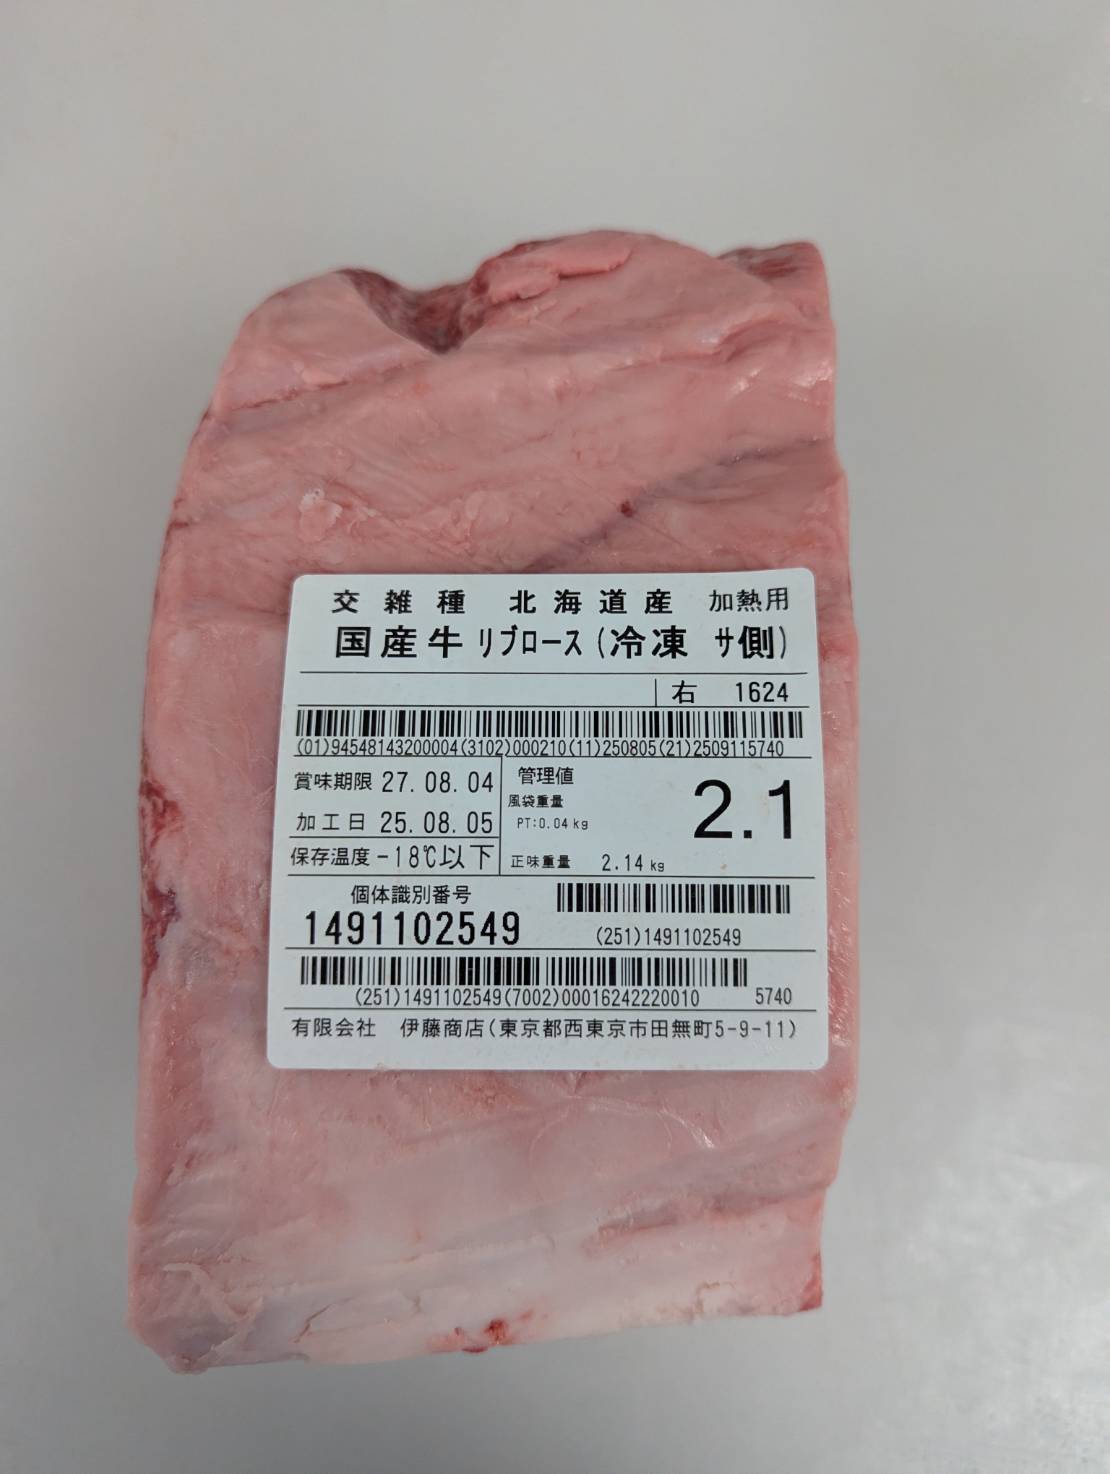 交雑種 北海道産 加熱用
国産牛 リブロース(冷凍 サ側)
右 1624
(01)94548143200004(3102)000210(11)250805(21)2509115740
賞味期限 27.08.04
加工日 25.08.05
保存温度 -18℃以下
管理値
2.1
風袋重量
PT:0.04kg
正味重量 2.14kg
個体識別番号
1491102549
(251)1491102549
(251)1491102549(7002)00016242220010 5740
有限会社 伊藤商店(東京都西東京市田無町5-9-11)